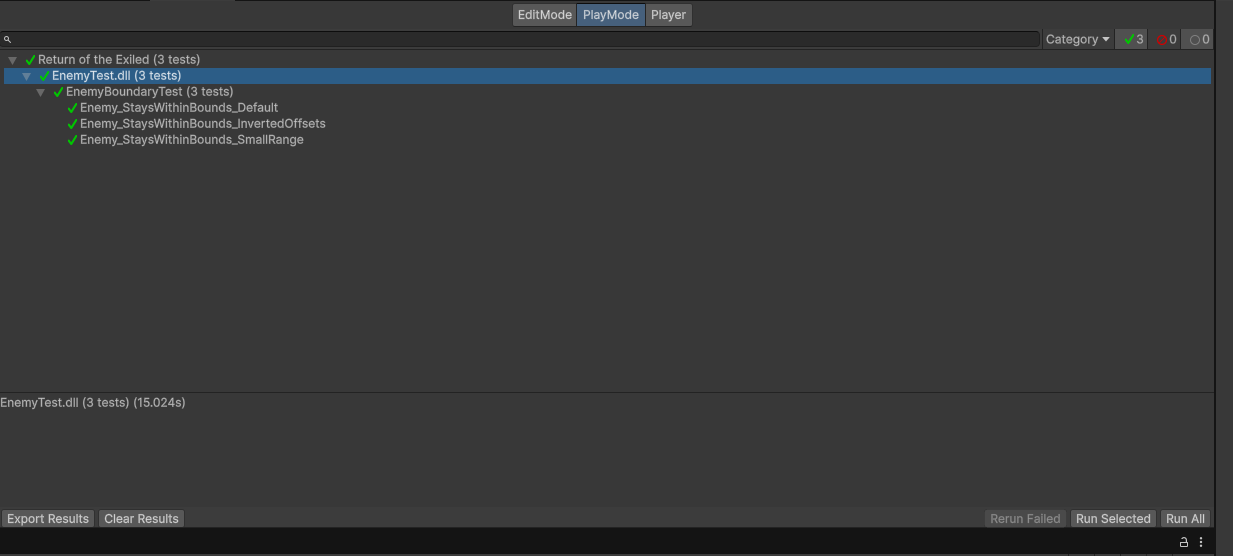 EditMode PlayMode Player
Category 3 0 0
Return of the Exiled (3 tests)
EnemyTest.dll (3 tests)
EnemyBoundaryTest (3 tests)
Enemy_StaysWithinBounds_Default
Enemy_StaysWithinBounds_InvertedOffsets
Enemy_StaysWithinBounds_SmallRange
EnemyTest.dll (3 tests) (15.024s)
Export Results Clear Results Rerun Failed Run Selected Run All